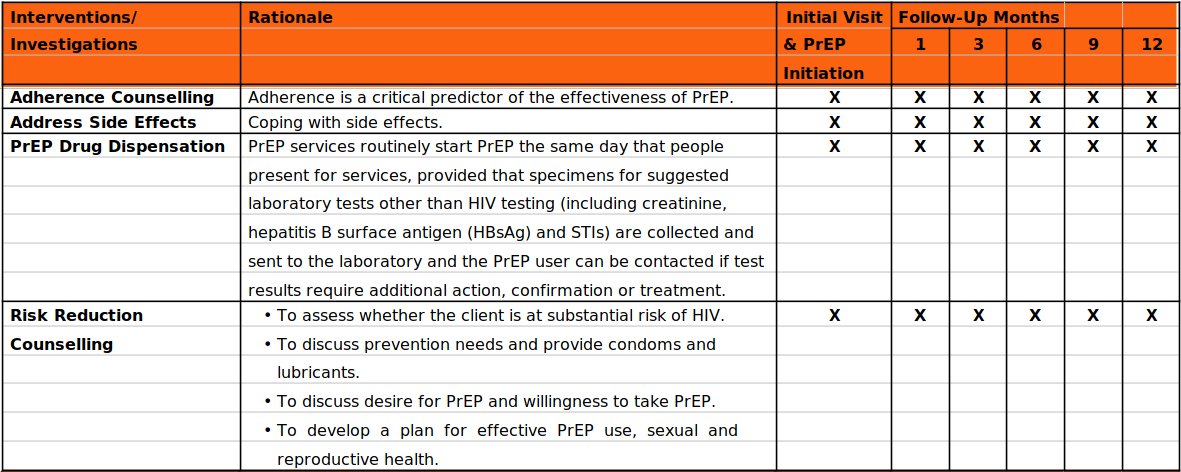 Interventions/ Rationale Initial Visit Follow-Up Months
Investigations & PrEP 1 3 6 9 12
Initiation
Adherence Counselling Adherence is a critical predictor of the effectiveness of PrEP. X X X X X X
Address Side Effects Coping with side effects. X X X X X X
PrEP Drug Dispensation PrEP services routinely start PrEP the same day that people X X X X X X
present for services, provided that specimens for suggested
laboratory tests other than HIV testing (including creatinine,
hepatitis B surface antigen (HBsAg) and STIs) are collected and
sent to the laboratory and the PrEP user can be contacted if test
results require additional action, confirmation or treatment.
Risk Reduction • To assess whether the client is at substantial risk of HIV. X X X X X X
Counselling • To discuss prevention needs and provide condoms and
lubricants.
• To discuss desire for PrEP and willingness to take PrEP.
• To develop a plan for effective PrEP use, sexual and
reproductive health.